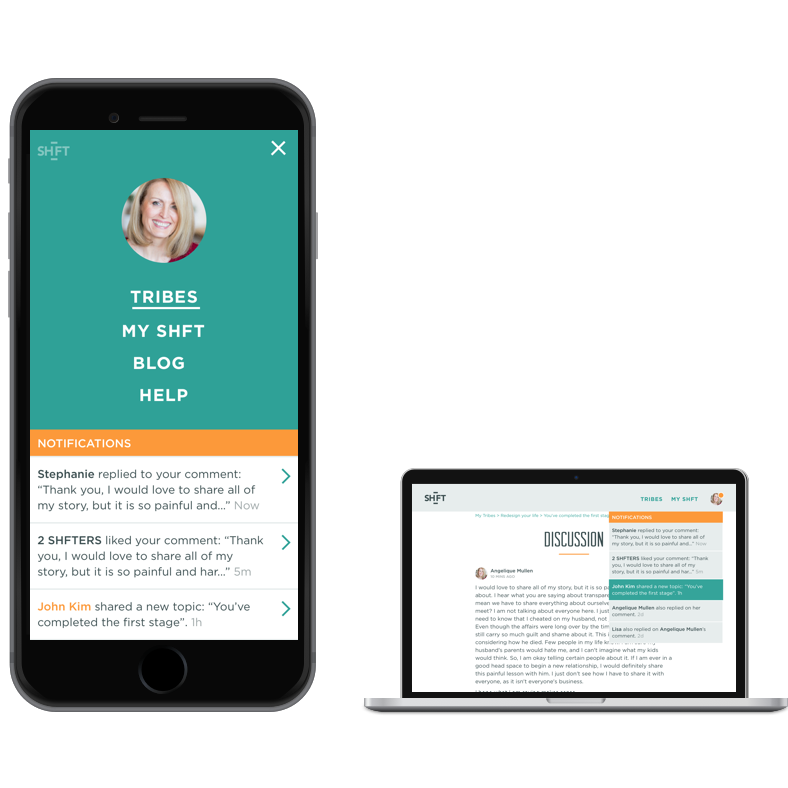 SHFT
TRIBES
MY SHFT
BLOG
HELP
NOTIFICATIONS
Stephanie replied to your comment:
“Thank you, I would love to share all of
my story, but it is so painful and...” Now
2 SHFTERS liked your comment: “Thank
you, I would love to share all of my
story, but it is so painful and har...” 5m
John Kim shared a new topic: “You’ve
completed the first stage”. 1h
SHFT
TRIBES MY SHFT
My Tribes > Redesign your life > You’ve completed the first stag
DISCUSSION
Angelique Mullen
10 MINS AGO
I would love to share all of my story, but it is so pa
about. I hear what you are saying about transpar
mean we have to share everything about ourselve
meet? I am not talking about everyone here. I just
need to know that I cheated on my husband, not
Even though the affairs were long over by the tim
still carry so much guilt and shame about it. This
considering how he died. Few people in my life kn
husband’s parents would hate me, and I can’t imagine what my kids
would think. So, I am okay telling certain people about it. If I am ever in a
good head space to begin a new relationship, I would definitely share
this painful lesson with him. I just don’t see how I have to share it with
everyone, as it isn’t everyone’s business.
NOTIFICATIONS
Stephanie replied to your comment:
“Thank you, I would love to share all of
my story, but it is so painful and...” Now
2 SHFTERS liked your comment: “Thank
you, I would love to share all of my
story, but it is so painful and har...” 5m
John Kim shared a new topic: “You’ve
completed the first stage”. 1h
Angelique Mullen also replied on her
comment. 2d
Lisa also replied on Angelique Mullen’s
comment. 2d